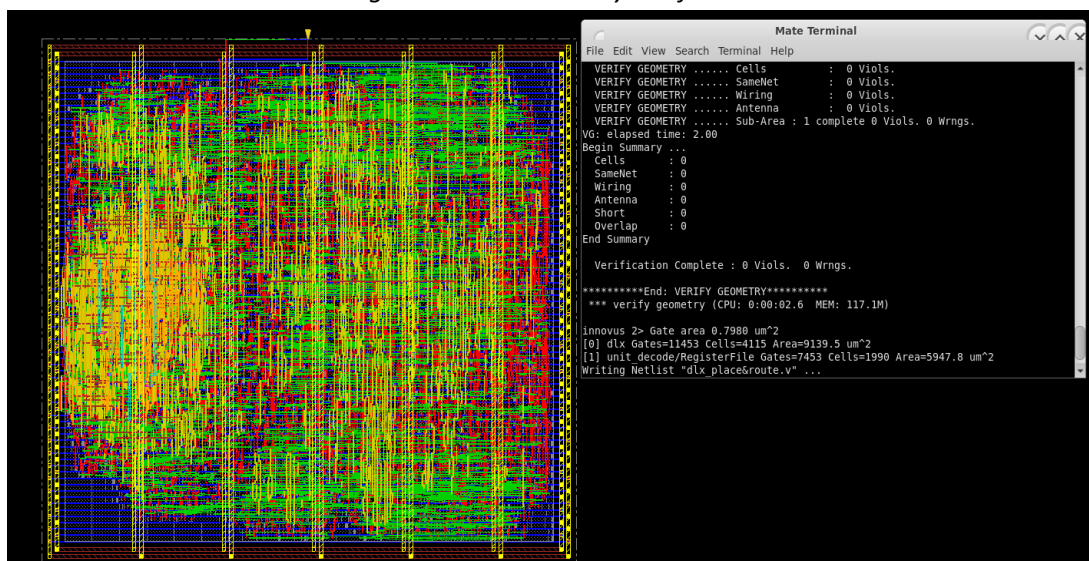 Mate Terminal
File Edit View Search Terminal Help
VERIFY GEOMETRY ...... Cells : 0 Viols.
VERIFY GEOMETRY ...... SameNet : 0 Viols.
VERIFY GEOMETRY ...... Wiring : 0 Viols.
VERIFY GEOMETRY ...... Antenna : 0 Viols.
VERIFY GEOMETRY ...... Sub-Area : 1 complete 0 Viols. 0 Wrngs.
VG: elapsed time: 2.00
Begin Summary ...
Cells : 0
SameNet : 0
Wiring : 0
Antenna : 0
Short : 0
Overlap : 0
End Summary
Verification Complete : 0 Viols. 0 Wrngs.
**********End: VERIFY GEOMETRY**********
*** verify geometry (CPU: 0:00:02.6 MEM: 117.1M)
innovus 2> Gate area 0.7980 um^2
[0] dlx Gates=11453 Cells=4115 Area=9139.5 um^2
[1] unit_decode/RegisterFile Gates=7453 Cells=1990 Area=5947.8 um^2
Writing Netlist "dlx_place&route.v" ...